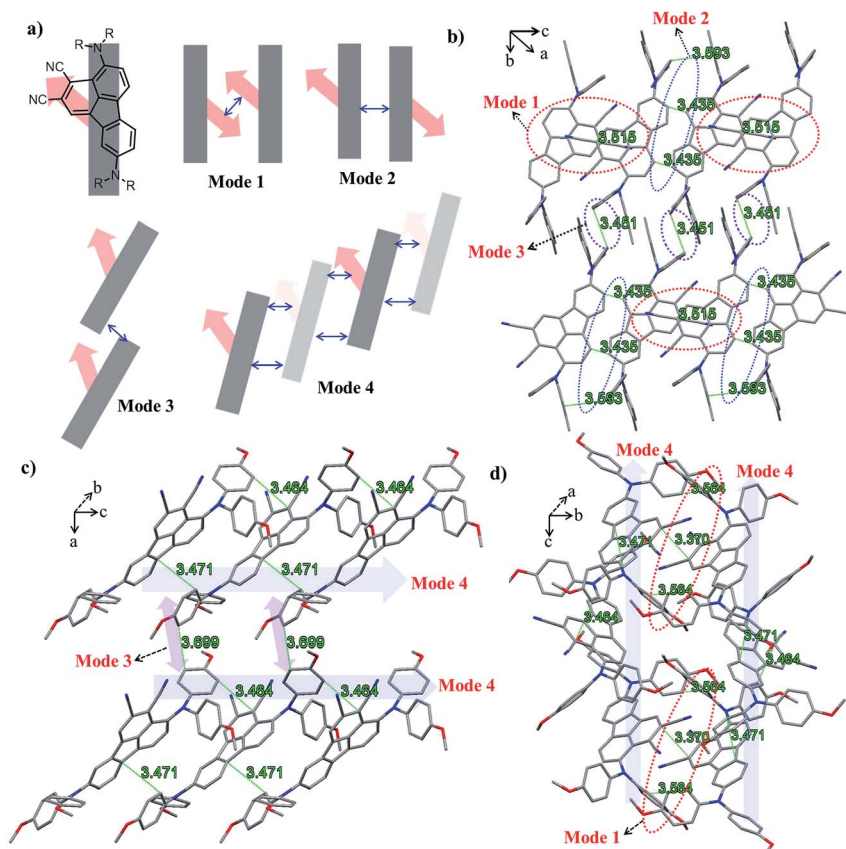 a)
R
N
R
NC
NC
R
N
R
Mode 1
Mode 2
Mode 3
Mode 4
b)
c
b
a
Mode 2
3.593
Mode 1
3.435
3.515
3.515
3.435
3.451
3.451
3.451
Mode 3
3.435
3.435
3.515
3.435
3.435
3.593
3.593
c)
b
c
a
3.464
3.464
3.471
3.471
Mode 4
Mode 3
3.699
3.699
3.464
3.464
Mode 4
3.471
3.471
d)
a
b
c
Mode 4
Mode 4
3.564
3.471
3.370
3.564
3.464
3.471
3.464
3.564
3.370
3.471
3.564
Mode 1